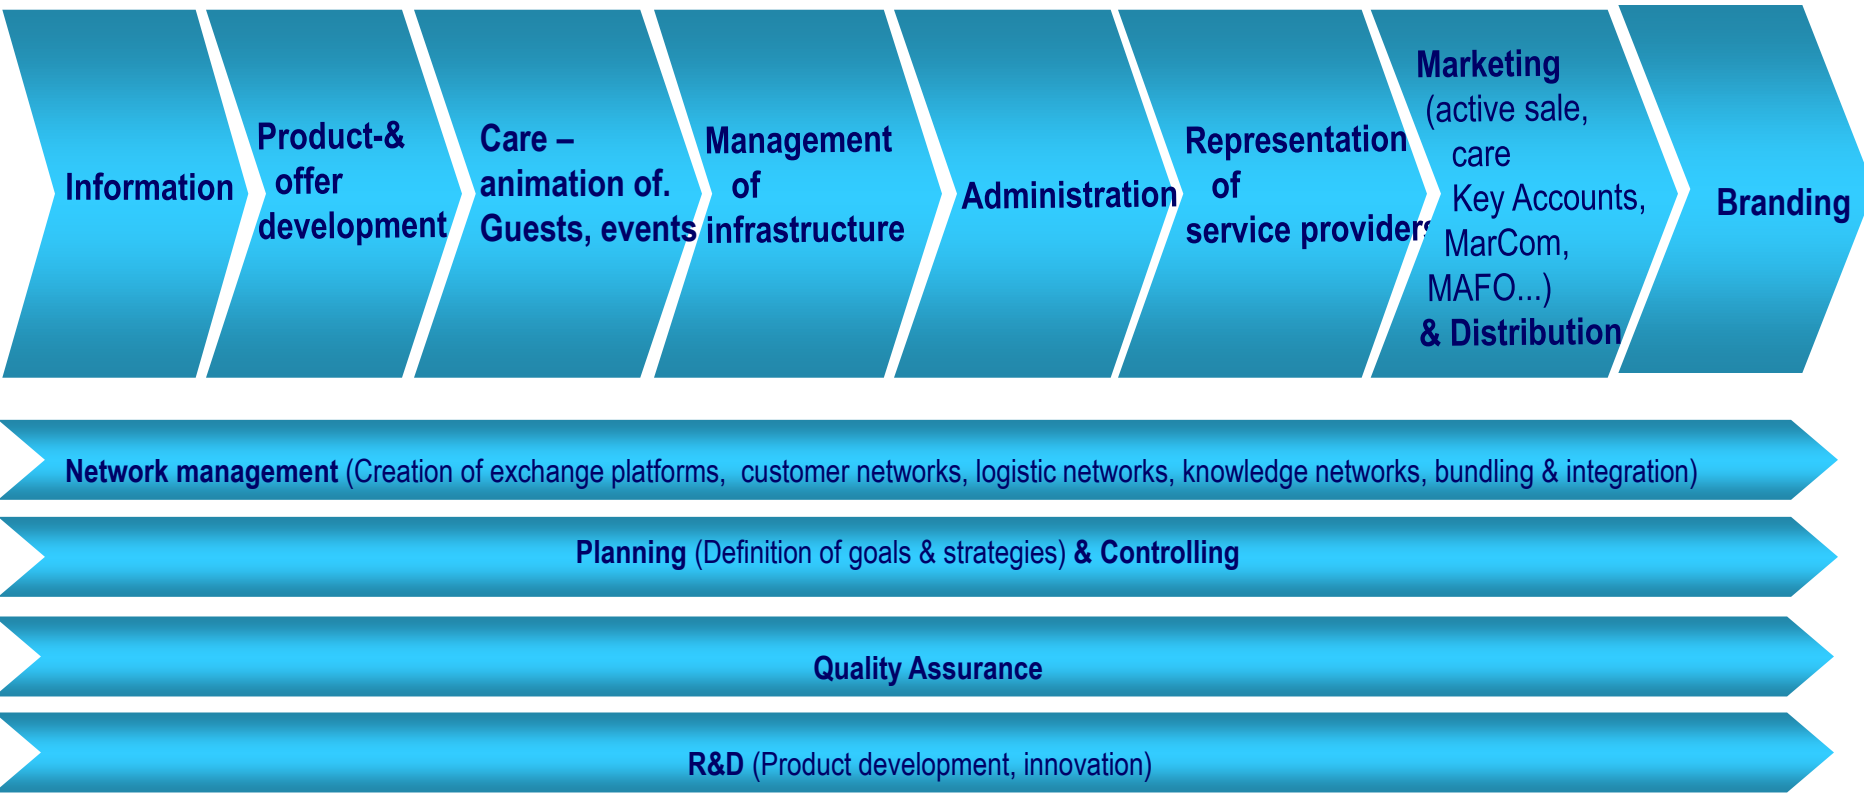 Information
Product-&
offer
development
Care –
animation of.
Guests, events
Management
of
infrastructure
Administration
Representation
of
service providers
Marketing
(active sale,
care
Key Accounts,
MarCom,
MAFO...)
& Distribution
Branding
Network management (Creation of exchange platforms,  customer networks, logistic networks, knowledge networks, bundling & integration)
Planning (Definition of goals & strategies) & Controlling
Quality Assurance
R&D (Product development, innovation)